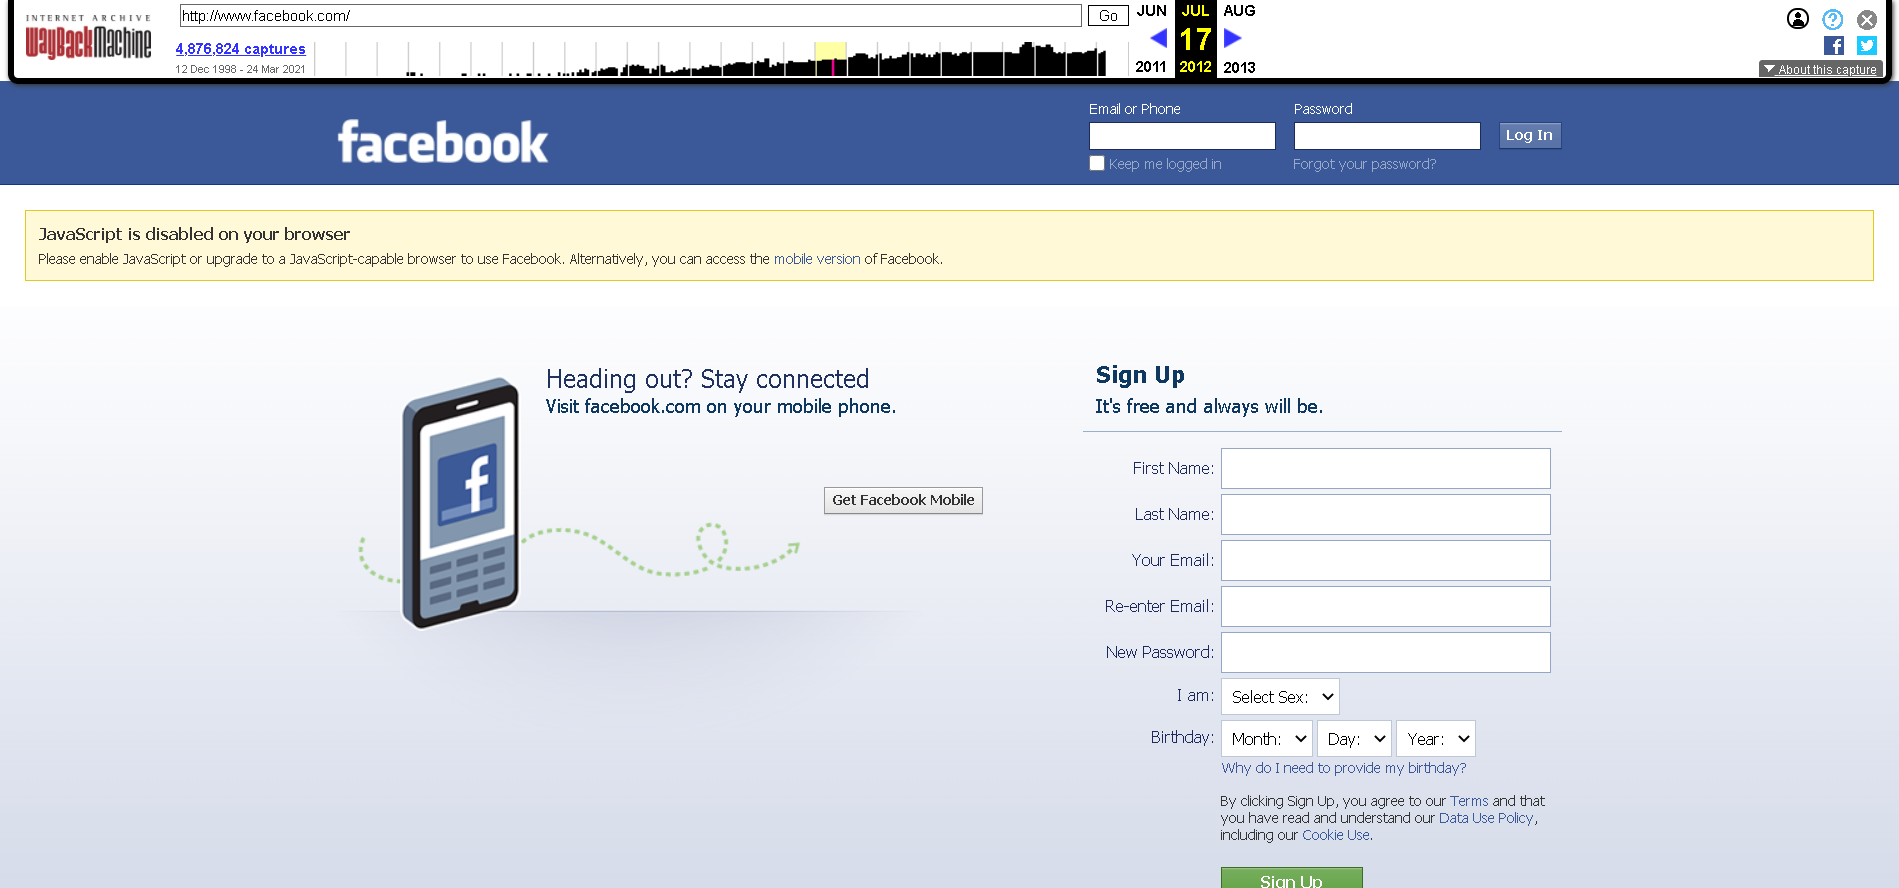 INTERNET ARCHIVE
WayBackMachine
http://www.facebook.com/
Go
JUN
JUL
AUG
4,876,824 captures
17
12 Dec 1998 - 24 Mar 2021
2011
2012
2013
?
f
About this capture
facebook
Email or Phone
Password
Log In
Keep me logged in
Forgot your password?
JavaScript is disabled on your browser
Please enable JavaScript or upgrade to a JavaScript-capable browser to use Facebook. Alternatively, you can access the mobile version of Facebook.
Heading out? Stay connected
Visit facebook.com on your mobile phone.
f
Get Facebook Mobile
Sign Up
It's free and always will be.
First Name:
Last Name:
Your Email:
Re-enter Email:
New Password:
I am:
Select Sex:
Birthday:
Month:
Day:
Year:
Why do I need to provide my birthday?
By clicking Sign Up, you agree to our Terms and that
you have read and understand our Data Use Policy,
including our Cookie Use.
Sign Up